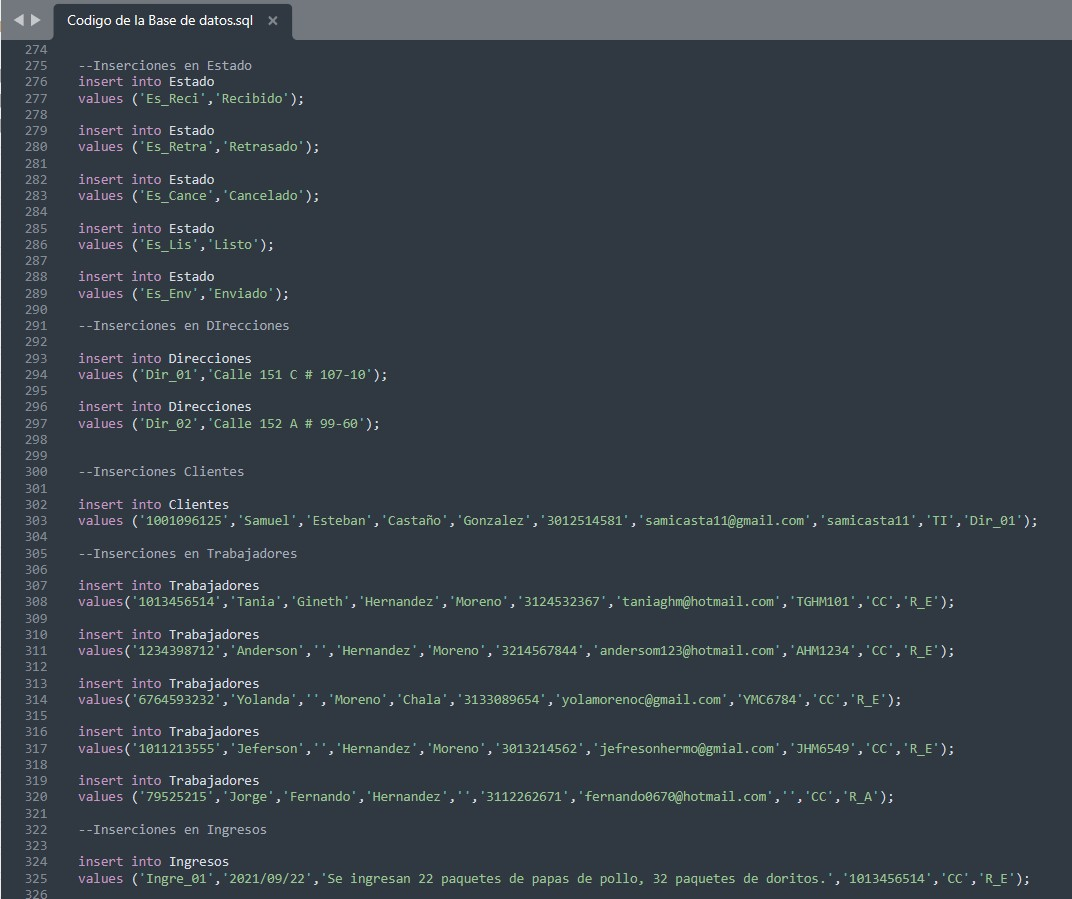 Codigo de la Base de datos.sql ×
274
275 --Inserciones en Estado
276 insert into Estado
277 values ('Es_Reci','Recibido');
278
279 insert into Estado
280 values ('Es_Retra','Retrasado');
281
282 insert into Estado
283 values ('Es_Cance','Cancelado');
284
285 insert into Estado
286 values ('Es_Lis','Listo');
287
288 insert into Estado
289 values ('Es_Env','Enviado');
290
291 --Inserciones en DIrecciones
292
293 insert into Direcciones
294 values ('Dir_01','Calle 151 C # 107-10');
295
296 insert into Direcciones
297 values ('Dir_02','Calle 152 A # 99-60');
298
299
300 --Inserciones Clientes
301
302 insert into Clientes
303 values ('1001096125','Samuel','Esteban','Castaño','Gonzalez','3012514581','samicasta11@gmail.com','samicasta11','TI','Dir_01');
304
305 --Inserciones en Trabajadores
306
307 insert into Trabajadores
308 values('1013456514','Tania','Gineth','Hernandez','Moreno','3124532367','taniaghm@hotmail.com','TGHM101','CC','R_E');
309
310 insert into Trabajadores
311 values('1234398712','Anderson','','Hernandez','Moreno','3214567844','andersom123@hotmail.com','AHM1234','CC','R_E');
312
313 insert into Trabajadores
314 values('6764593232','Yolanda','','Moreno','Chala','3133089654','yolamorenoc@gmail.com','YMC6784','CC','R_E');
315
316 insert into Trabajadores
317 values('1011213555','Jeferson','','Hernandez','Moreno','3013214562','jefresonhermo@gmial.com','JHM6549','CC','R_E');
318
319 insert into Trabajadores
320 values ('79525215','Jorge','Fernando','Hernandez','','3112262671','fernando0670@hotmail.com','','CC','R_A');
321
322 --Inserciones en Ingresos
323
324 insert into Ingresos
325 values ('Ingre_01','2021/09/22','Se ingresan 22 paquetes de papas de pollo, 32 paquetes de doritos.','1013456514','CC','R_E');
326